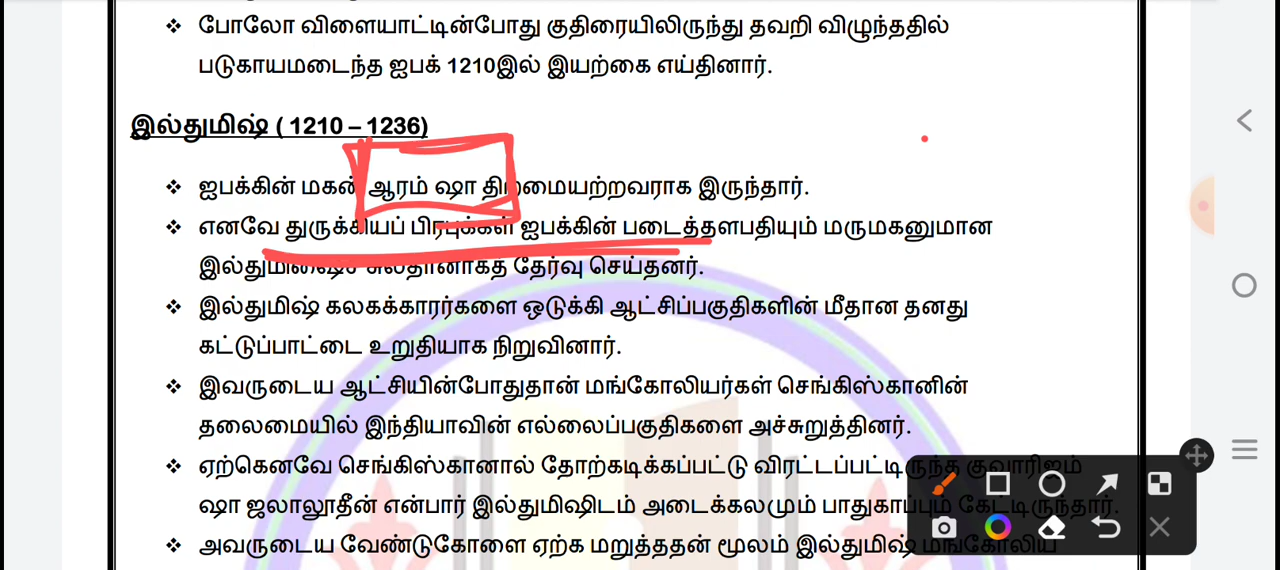 போலோ விளையாட்டின்போது குதிரையிலிருந்து தவறி விழுந்ததில்
படுகாயமடைந்த ஐபக் 1210இல் இயற்கை எய்தினார்.
இல்துமிஷ் ( 1210 – 1236)
ஐபக்கின் மகன் ஆரம் ஷா திறமையற்றவராக இருந்தார்.
எனவே துருக்கியப் பிரபுக்கள் ஐபக்கின் படைத்தளபதியும் மருமகனுமான
இல்துமிஷைச் சுல்தானாகத் தேர்வு செய்தனர்.
இல்துமிஷ் கலகக்காரர்களை ஒடுக்கி ஆட்சிப்பகுதிகளின் மீதான தனது
கட்டுப்பாட்டை உறுதியாக நிறுவினார்.
இவருடைய ஆட்சியின்போதுதான் மங்கோலியர்கள் செங்கிஸ்கானின்
தலைமையில் இந்தியாவின் எல்லைப்பகுதிகளை அச்சுறுத்தினர்.
ஏற்கெனவே செங்கிஸ்கானால் தோற்கடிக்கப்பட்டு விரட்டப்பட்டிருந்த குவாரிஜம்
ஷா ஜலாலூதீன் என்பார் இல்துமிஷிடம் அடைக்கலமும் பாதுகாப்பும் கேட்டிருந்தார்.
அவருடைய வேண்டுகோளை ஏற்க மறுத்ததன் மூலம் இல்துமிஷ் மங்கோலிய